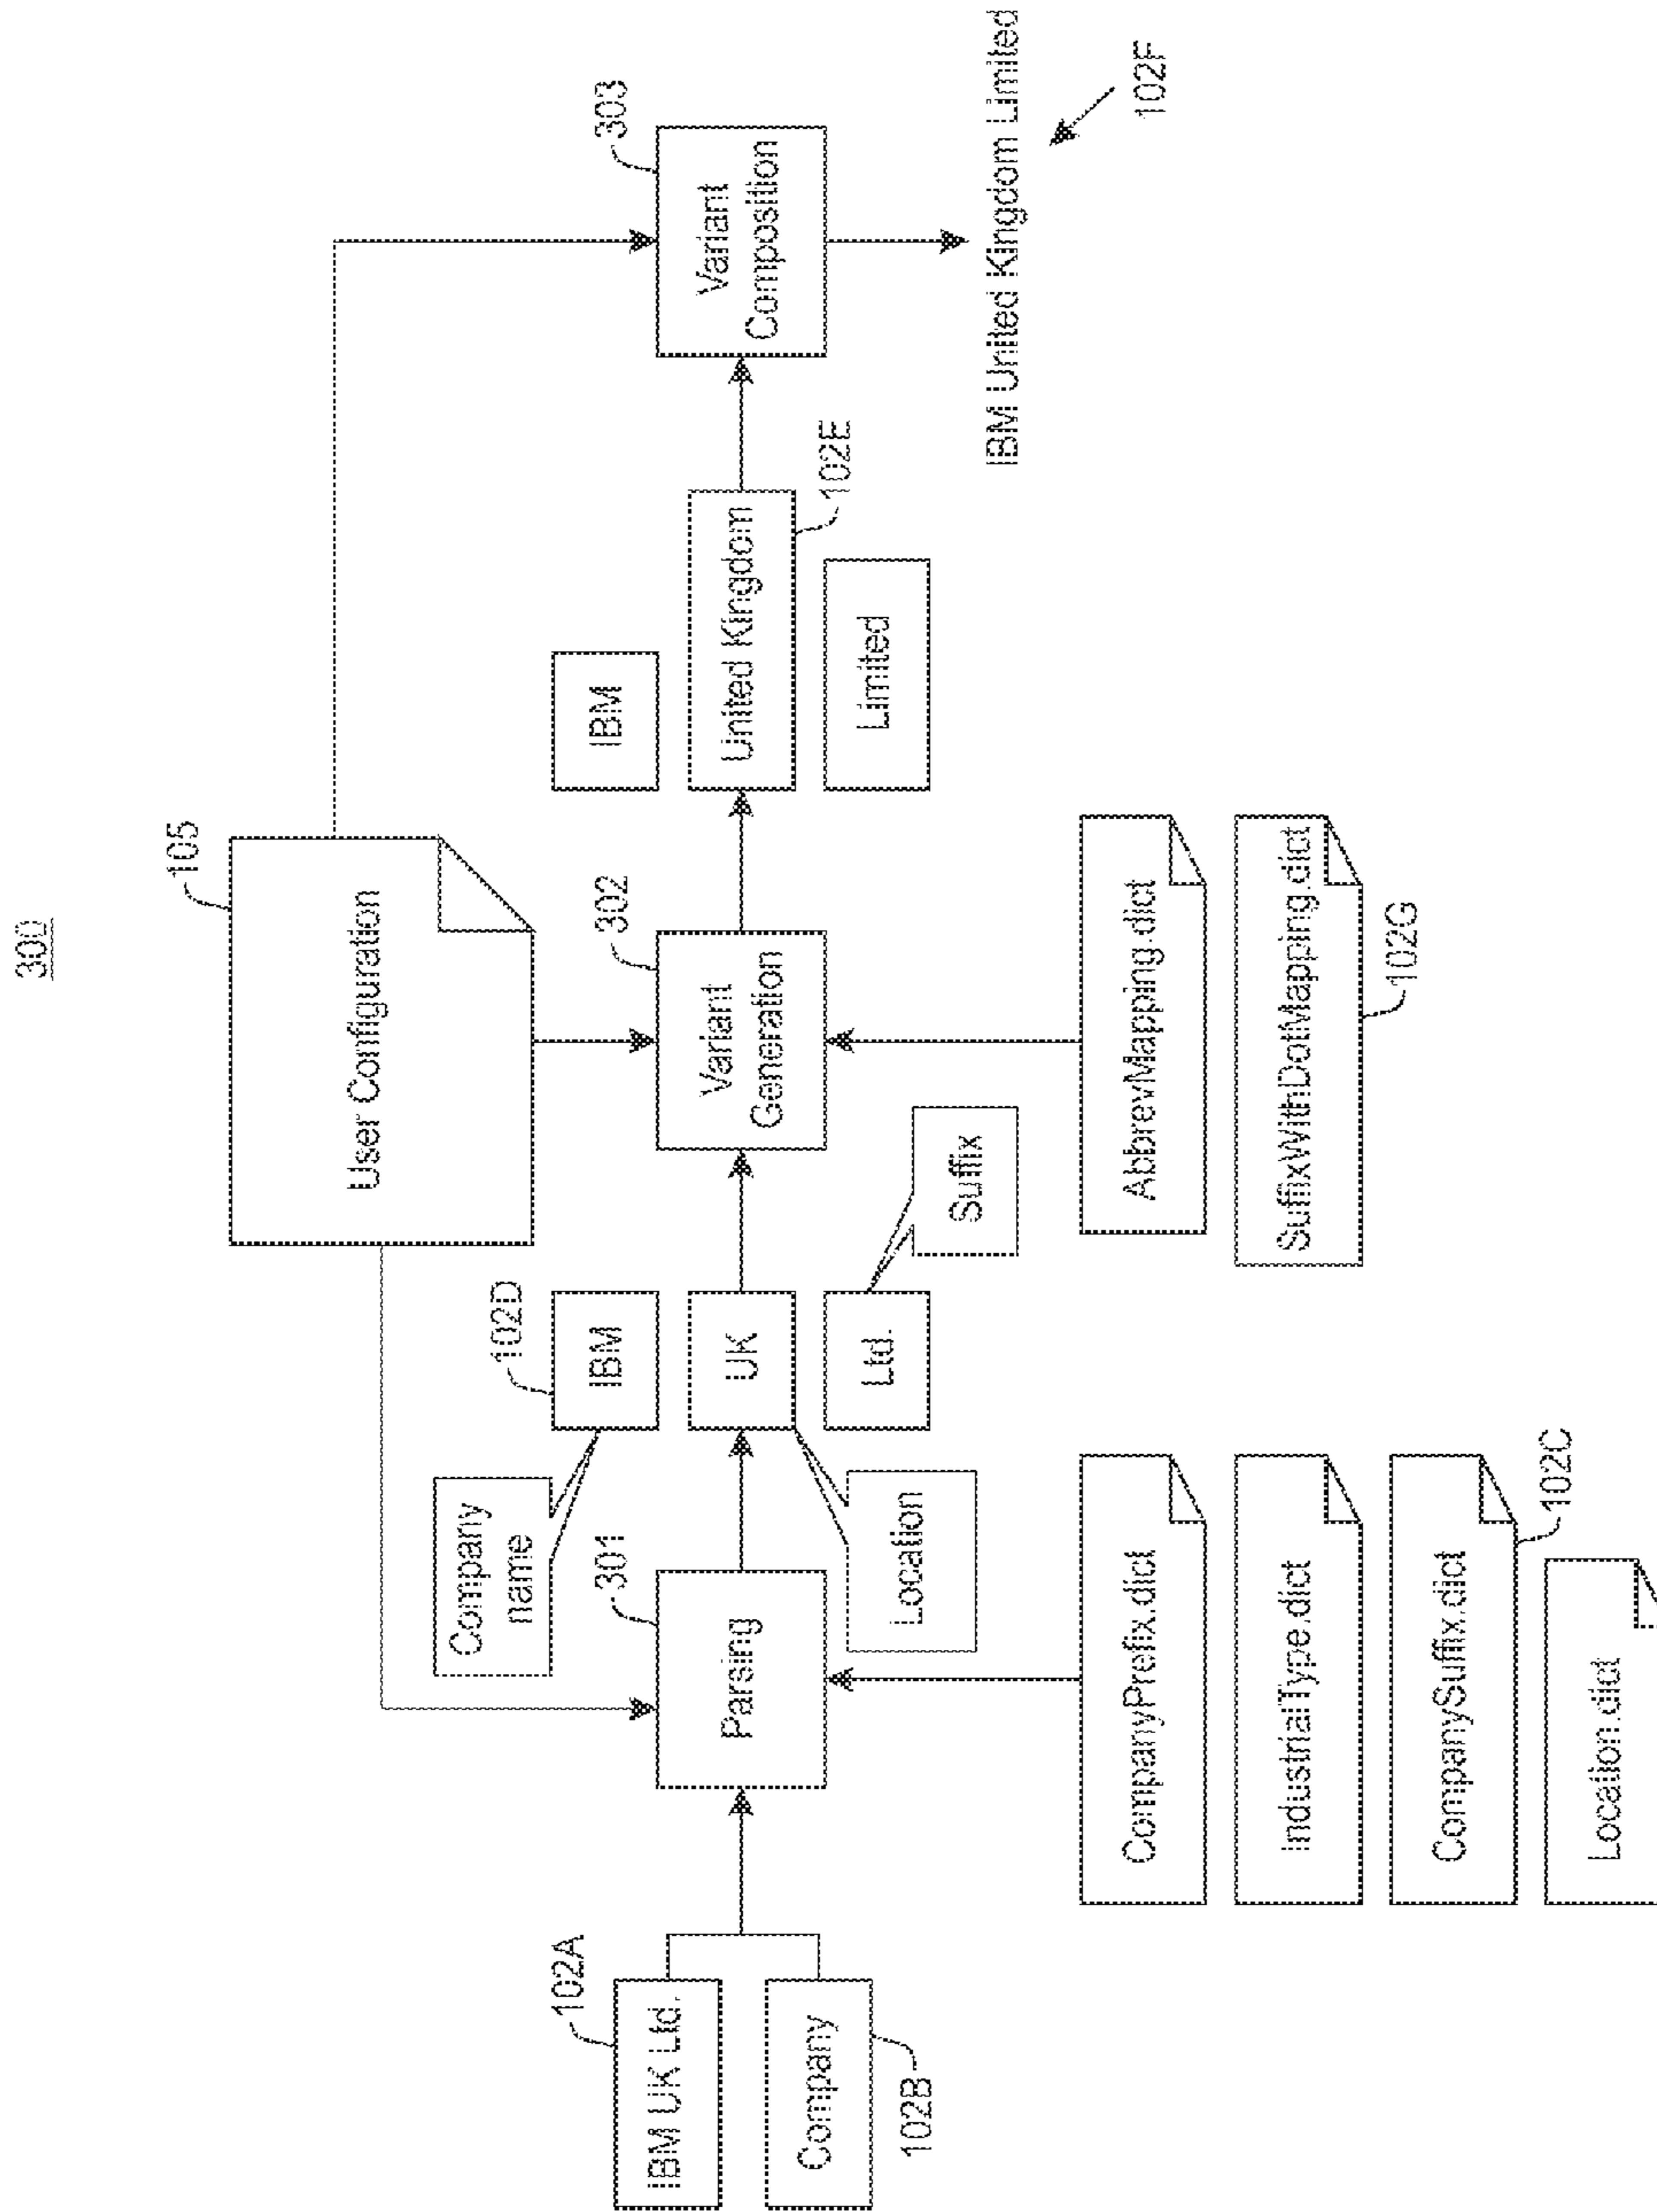 300
105
User Configuration
303
Variant
Composition
302
Variant
Generation
301
Parsing
102A
IBM UK Ltd.
Company
102B
Company
name
102D
IBM
UK
Ltd.
Location
Suffix
IBM
United Kingdom
102E
Limited
IBM United Kingdom Limited
102F
CompanyPrefix.dict
IndustrialType.dict
CompanySuffix.dict
102C
Location.dict
AbbrevMapping.dict
SuffixWithDotMapping.dict
102G